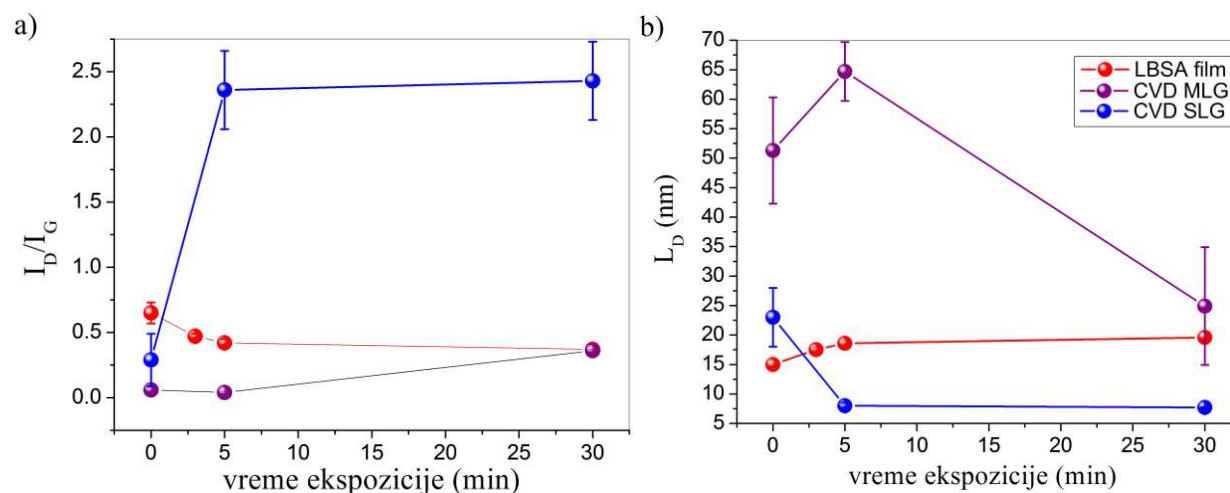 a)
2.5
2.0
1.5
1.0
0.5
0.0
I_D/I_G
0 5 10 15 20 25 30
vreme ekspozicije (min)
b)
70
65
60
55
50
45
40
35
30
25
20
15
10
5
L_D (nm)
LBSA film
CVD MLG
CVD SLG
0 5 10 15 20 25 30
vreme ekspozicije (min)